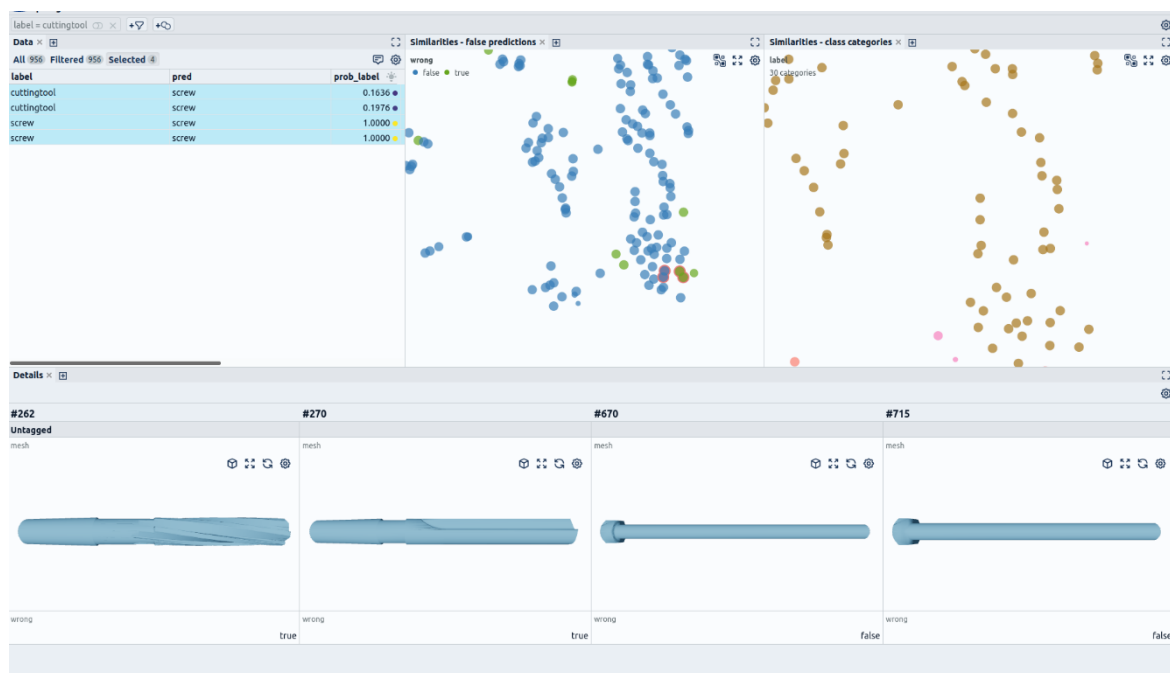 label = cuttingtool
Data
All 956 Filtered 956 Selected 4
label pred prob_label
cuttingtool screw 0.1636
cuttingtool screw 0.1976
screw screw 1.0000
screw screw 1.0000
Similarities - false predictions
wrong
false true
Similarities - class categories
label
30 categories
Details
#262 #270 #670 #715
Untagged
mesh mesh mesh mesh
wrong wrong wrong wrong
true true false false